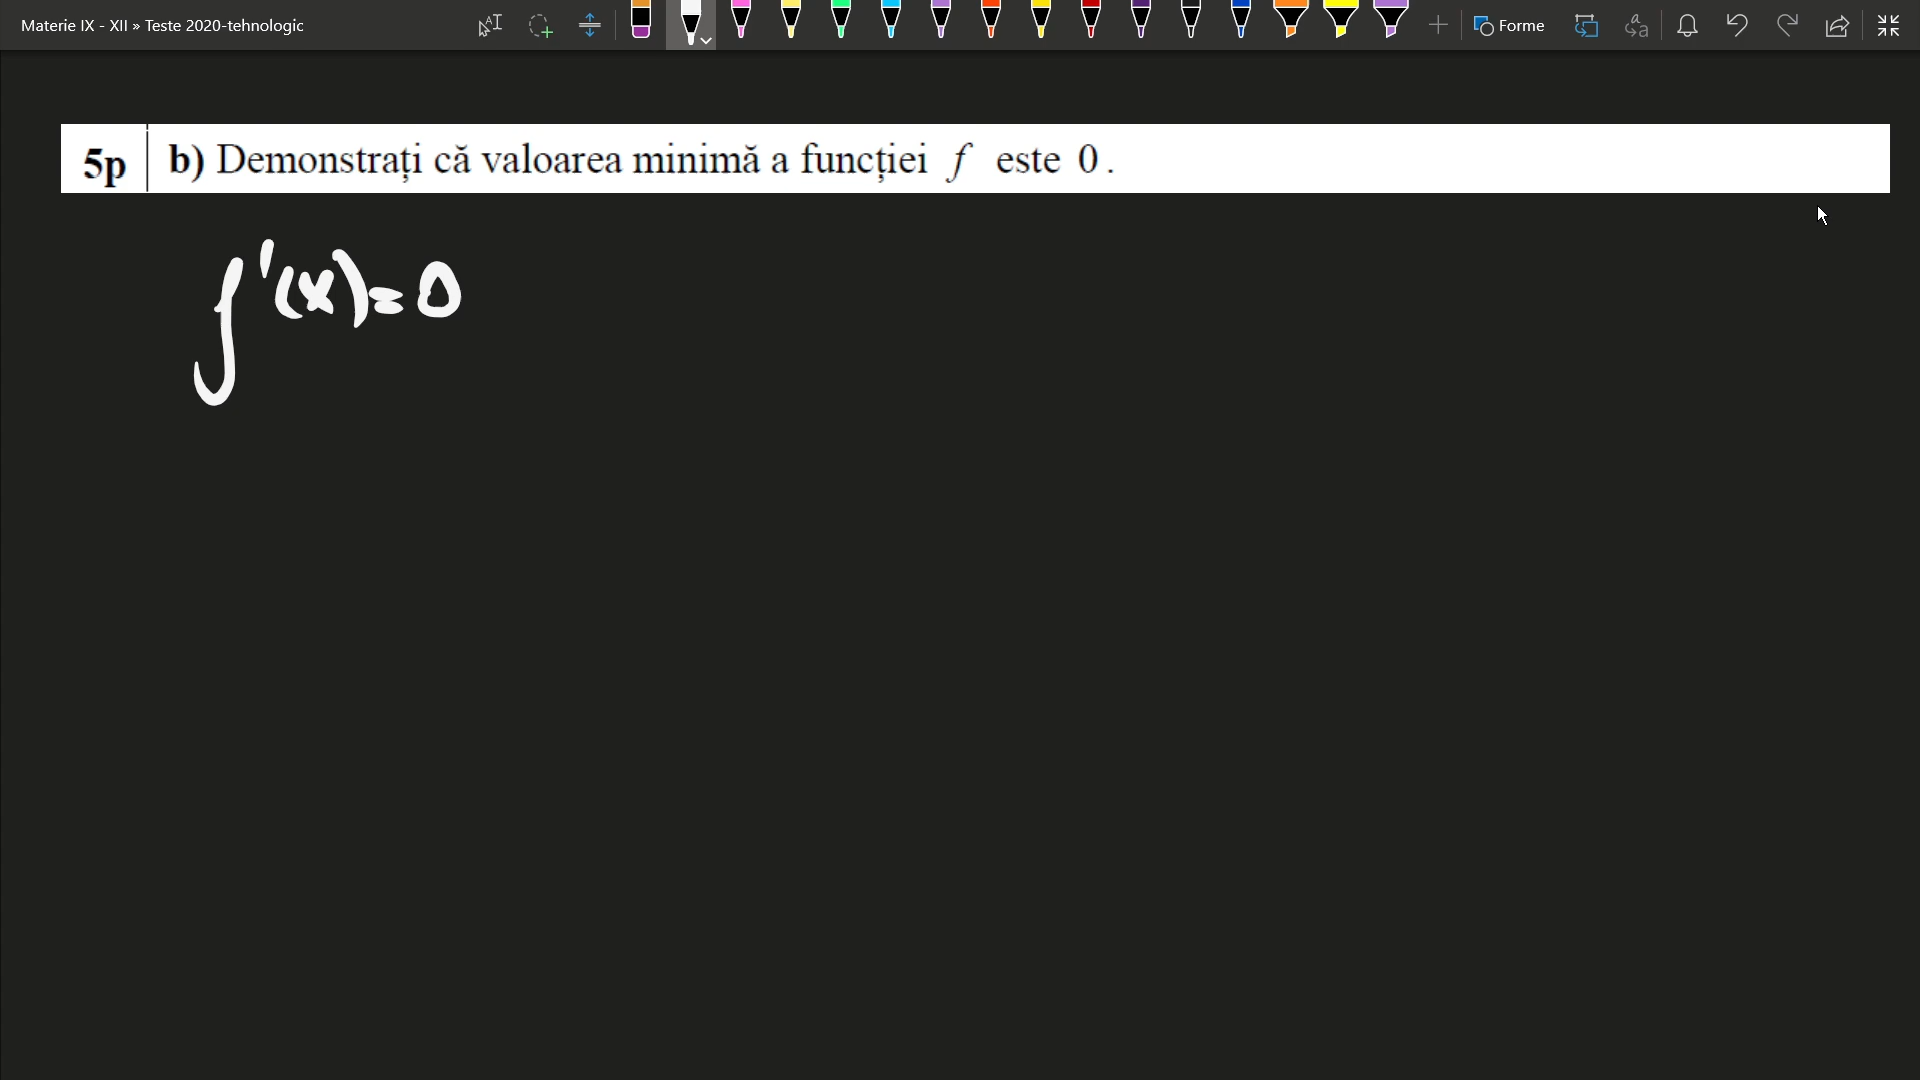 Materie IX - XII » Teste 2020-tehnologic
Forme
5p b) Demonstrați că valoarea minimă a funcției f este 0.
f'(x)=0